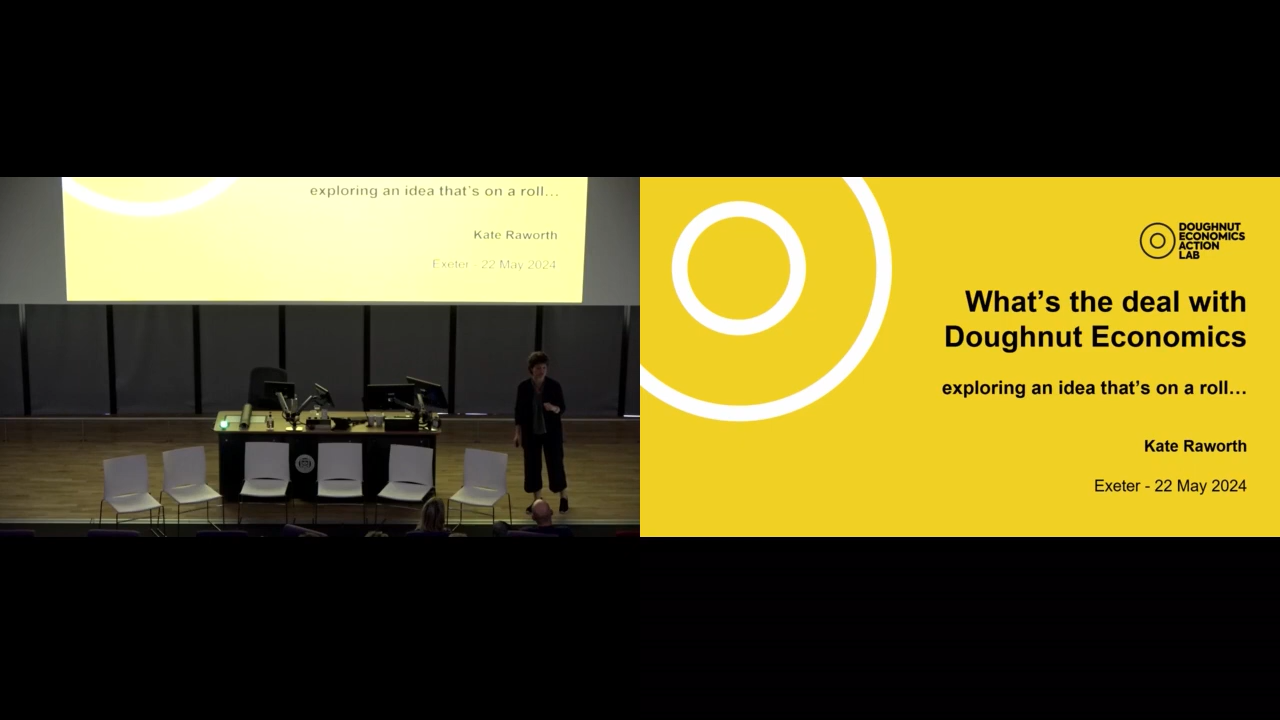 exploring an idea that's on a roll...
Kate Raworth
Exeter - 22 May 2024
DOUGHNUT
ECONOMICS
ACTION
LAB
What’s the deal with
Doughnut Economics
exploring an idea that’s on a roll...
Kate Raworth
Exeter - 22 May 2024